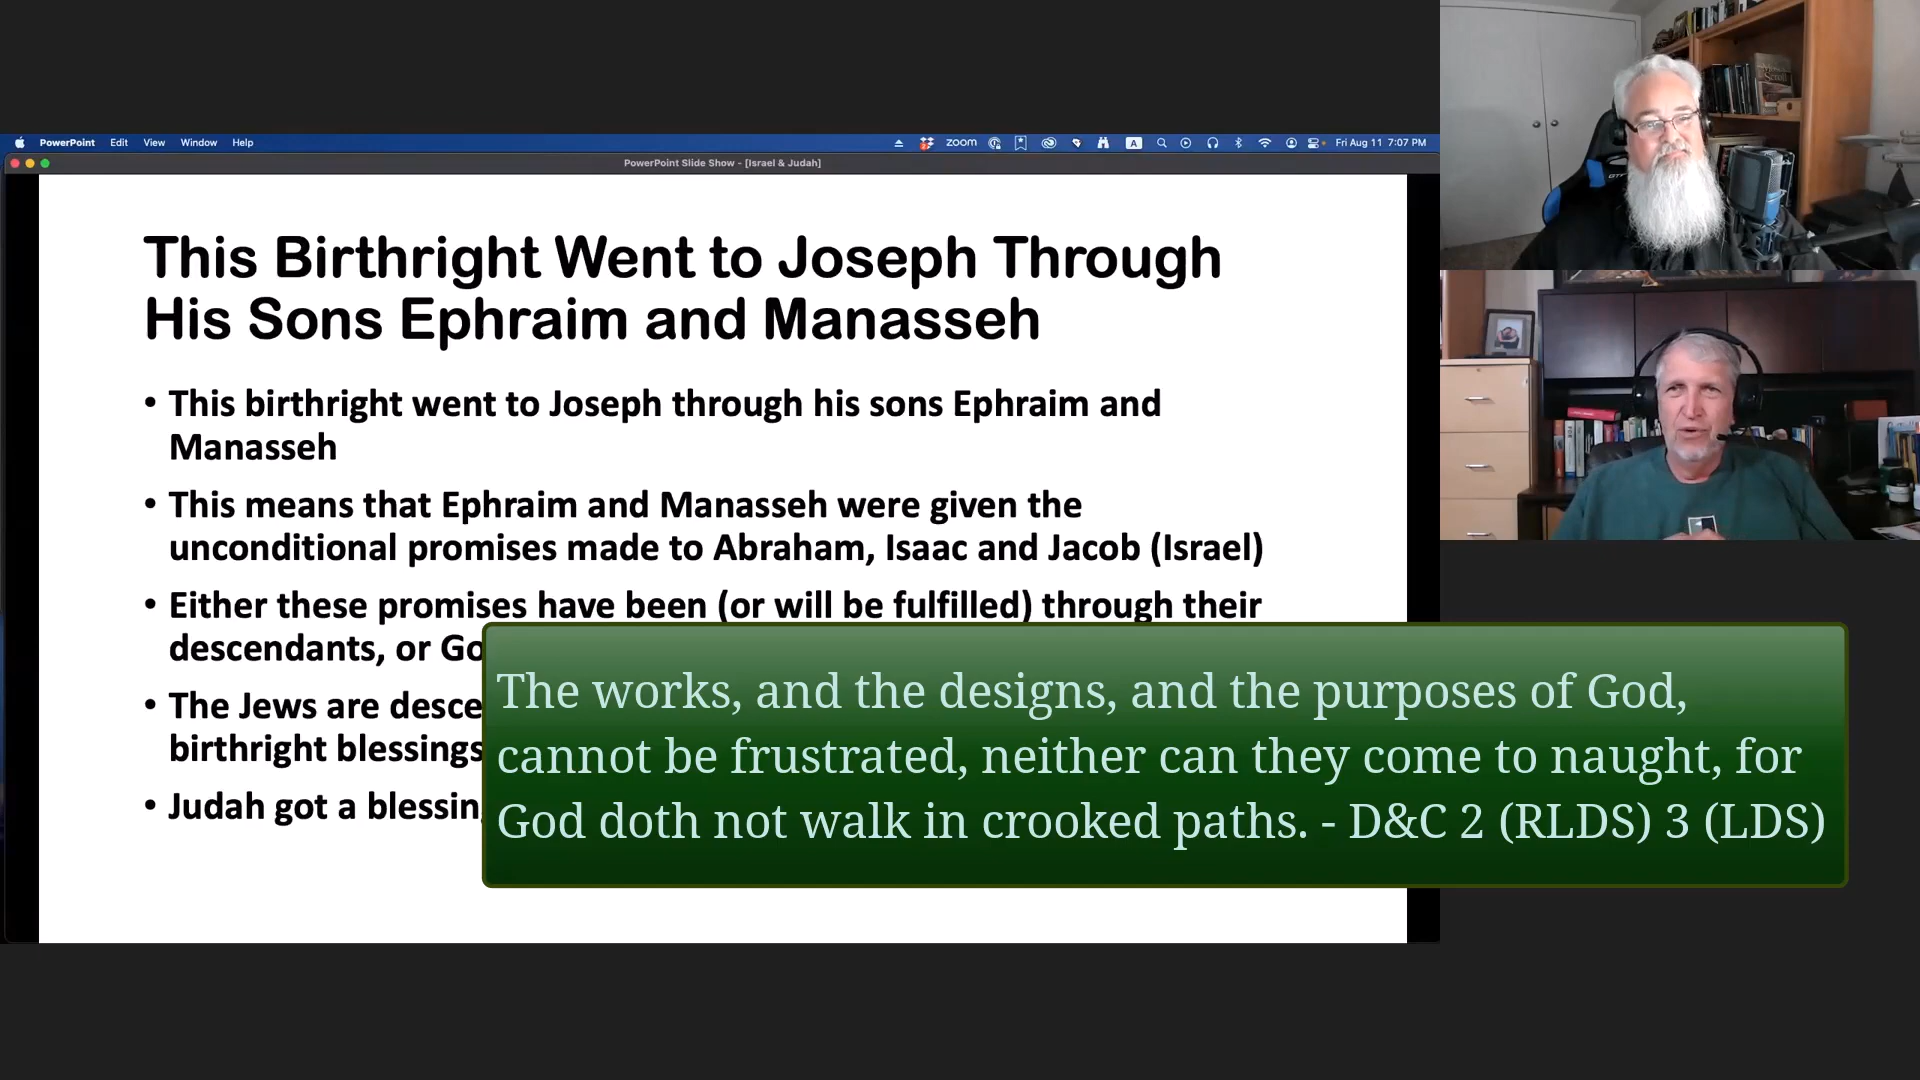 PowerPoint Edit View Window Help zoom A Fri Aug 11 7:07 PM
PowerPoint Slide Show - [Israel & Judah]
This Birthright Went to Joseph Through
His Sons Ephraim and Manasseh
• This birthright went to Joseph through his sons Ephraim and
Manasseh
• This means that Ephraim and Manasseh were given the
unconditional promises made to Abraham, Isaac and Jacob (Israel)
• Either these promises have been (or will be fulfilled) through their
descendants, or Go
• The Jews are desce
birthright blessings
• Judah got a blessin
The works, and the designs, and the purposes of God,
cannot be frustrated, neither can they come to naught, for
God doth not walk in crooked paths. - D&C 2 (RLDS) 3 (LDS)